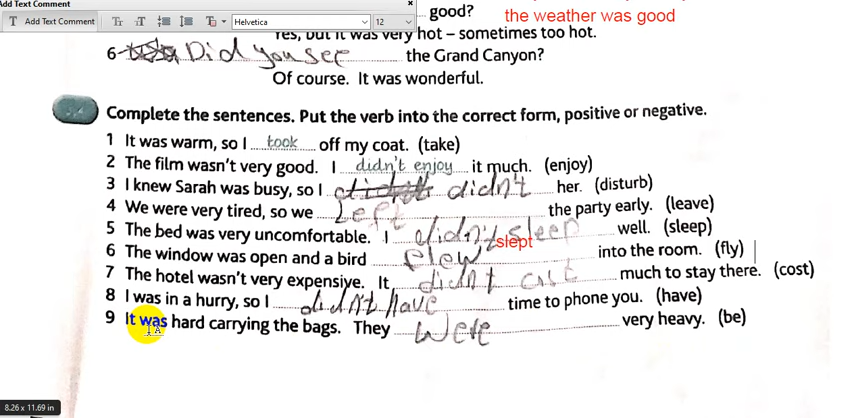 Add Text Comment
T Add Text Comment Helvetica 12
good? the weather was good
Yes, but it was very hot – sometimes too hot.
6 Did you see the Grand Canyon?
Of course. It was wonderful.
Complete the sentences. Put the verb into the correct form, positive or negative.
1 It was warm, so I took off my coat. (take)
2 The film wasn't very good. I didn't enjoy it much. (enjoy)
3 I knew Sarah was busy, so I didn't her. (disturb)
4 We were very tired, so we Left the party early. (leave)
5 The bed was very uncomfortable. I didn't sleep well. (sleep)
slept
6 The window was open and a bird flew into the room. (fly)
7 The hotel wasn't very expensive. It didn't cost much to stay there. (cost)
8 I was in a hurry, so I didn't have time to phone you. (have)
9 It was hard carrying the bags. They were very heavy. (be)
8.26 x 11.69 in